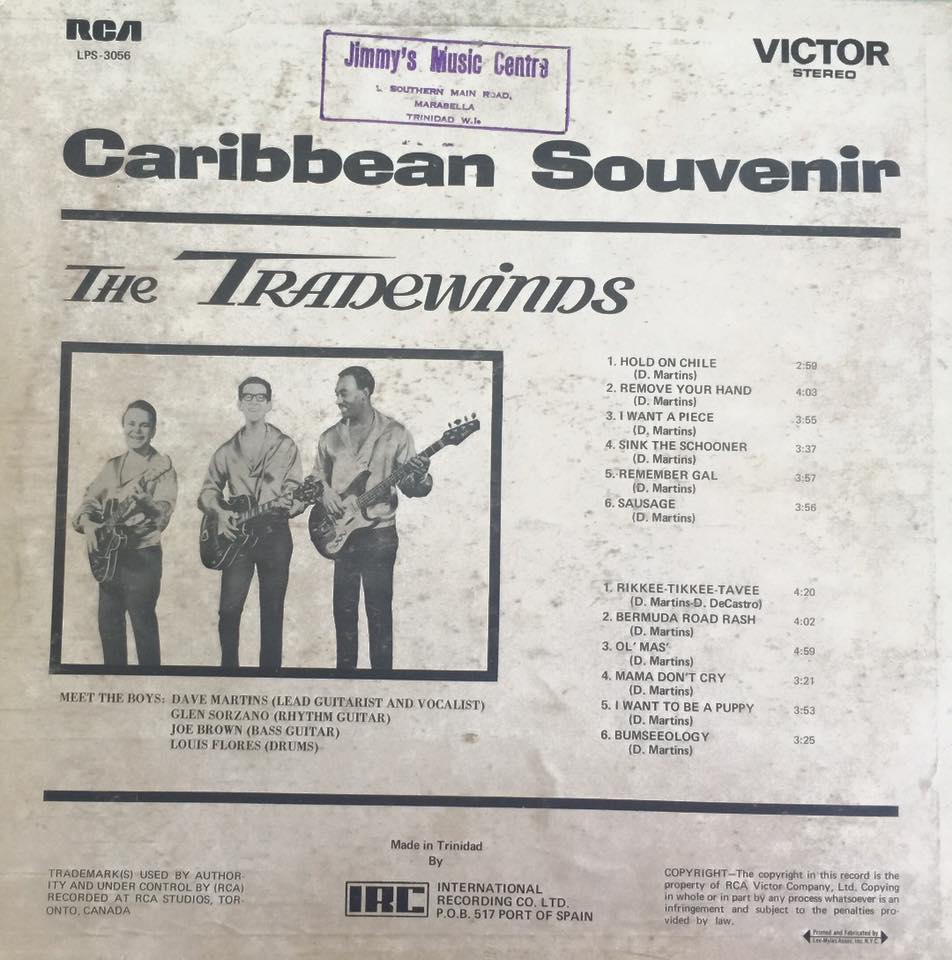 RCA
LPS-3056
Jimmy's Music Centre
SOUTHERN MAIN ROAD,
MARABELLA
TRINIDAD W.I.
VICTOR
STEREO
Caribbean Souvenir
THE TRADEWINDS
1. HOLD ON CHILE 2:59
(D. Martins)
2. REMOVE YOUR HAND 4:03
(D. Martins)
3. I WANT A PIECE 3:55
(D. Martins)
4. SINK THE SCHOONER 3:37
(D. Martins)
5. REMEMBER GAL 3:57
(D. Martins)
6. SAUSAGE 3:56
(D. Martins)
1. RIKKEE-TIKKEE-TAVEE 4:20
(D. Martins-D. DeCastro)
2. BERMUDA ROAD RASH 4:02
(D. Martins)
3. OL' MAS' 4:59
(D. Martins)
4. MAMA DON'T CRY 3:21
(D. Martins)
5. I WANT TO BE A PUPPY 3:53
(D. Martins)
6. BUMSEEOLOGY 3:25
(D. Martins)
MEET THE BOYS: DAVE MARTINS (LEAD GUITARIST AND VOCALIST)
GLEN SORZANO (RHYTHM GUITAR)
JOE BROWN (BASS GUITAR)
LOUIS FLORES (DRUMS)
TRADEMARK(S) USED BY AUTHOR-
ITY AND UNDER CONTROL BY (RCA)
RECORDED AT RCA STUDIOS, TOR-
ONTO, CANADA
Made in Trinidad
By
IRC
INTERNATIONAL
RECORDING CO. LTD.
P.O.B. 517 PORT OF SPAIN
COPYRIGHT—The copyright in this record is the
property of RCA Victor Company, Ltd. Copying
in whole or in part by any process whatsoever is an
infringement and subject to the penalties pro-
vided by law.
Printed and Fabricated by
Lee-Myles Assoc. Inc. N.Y.C.